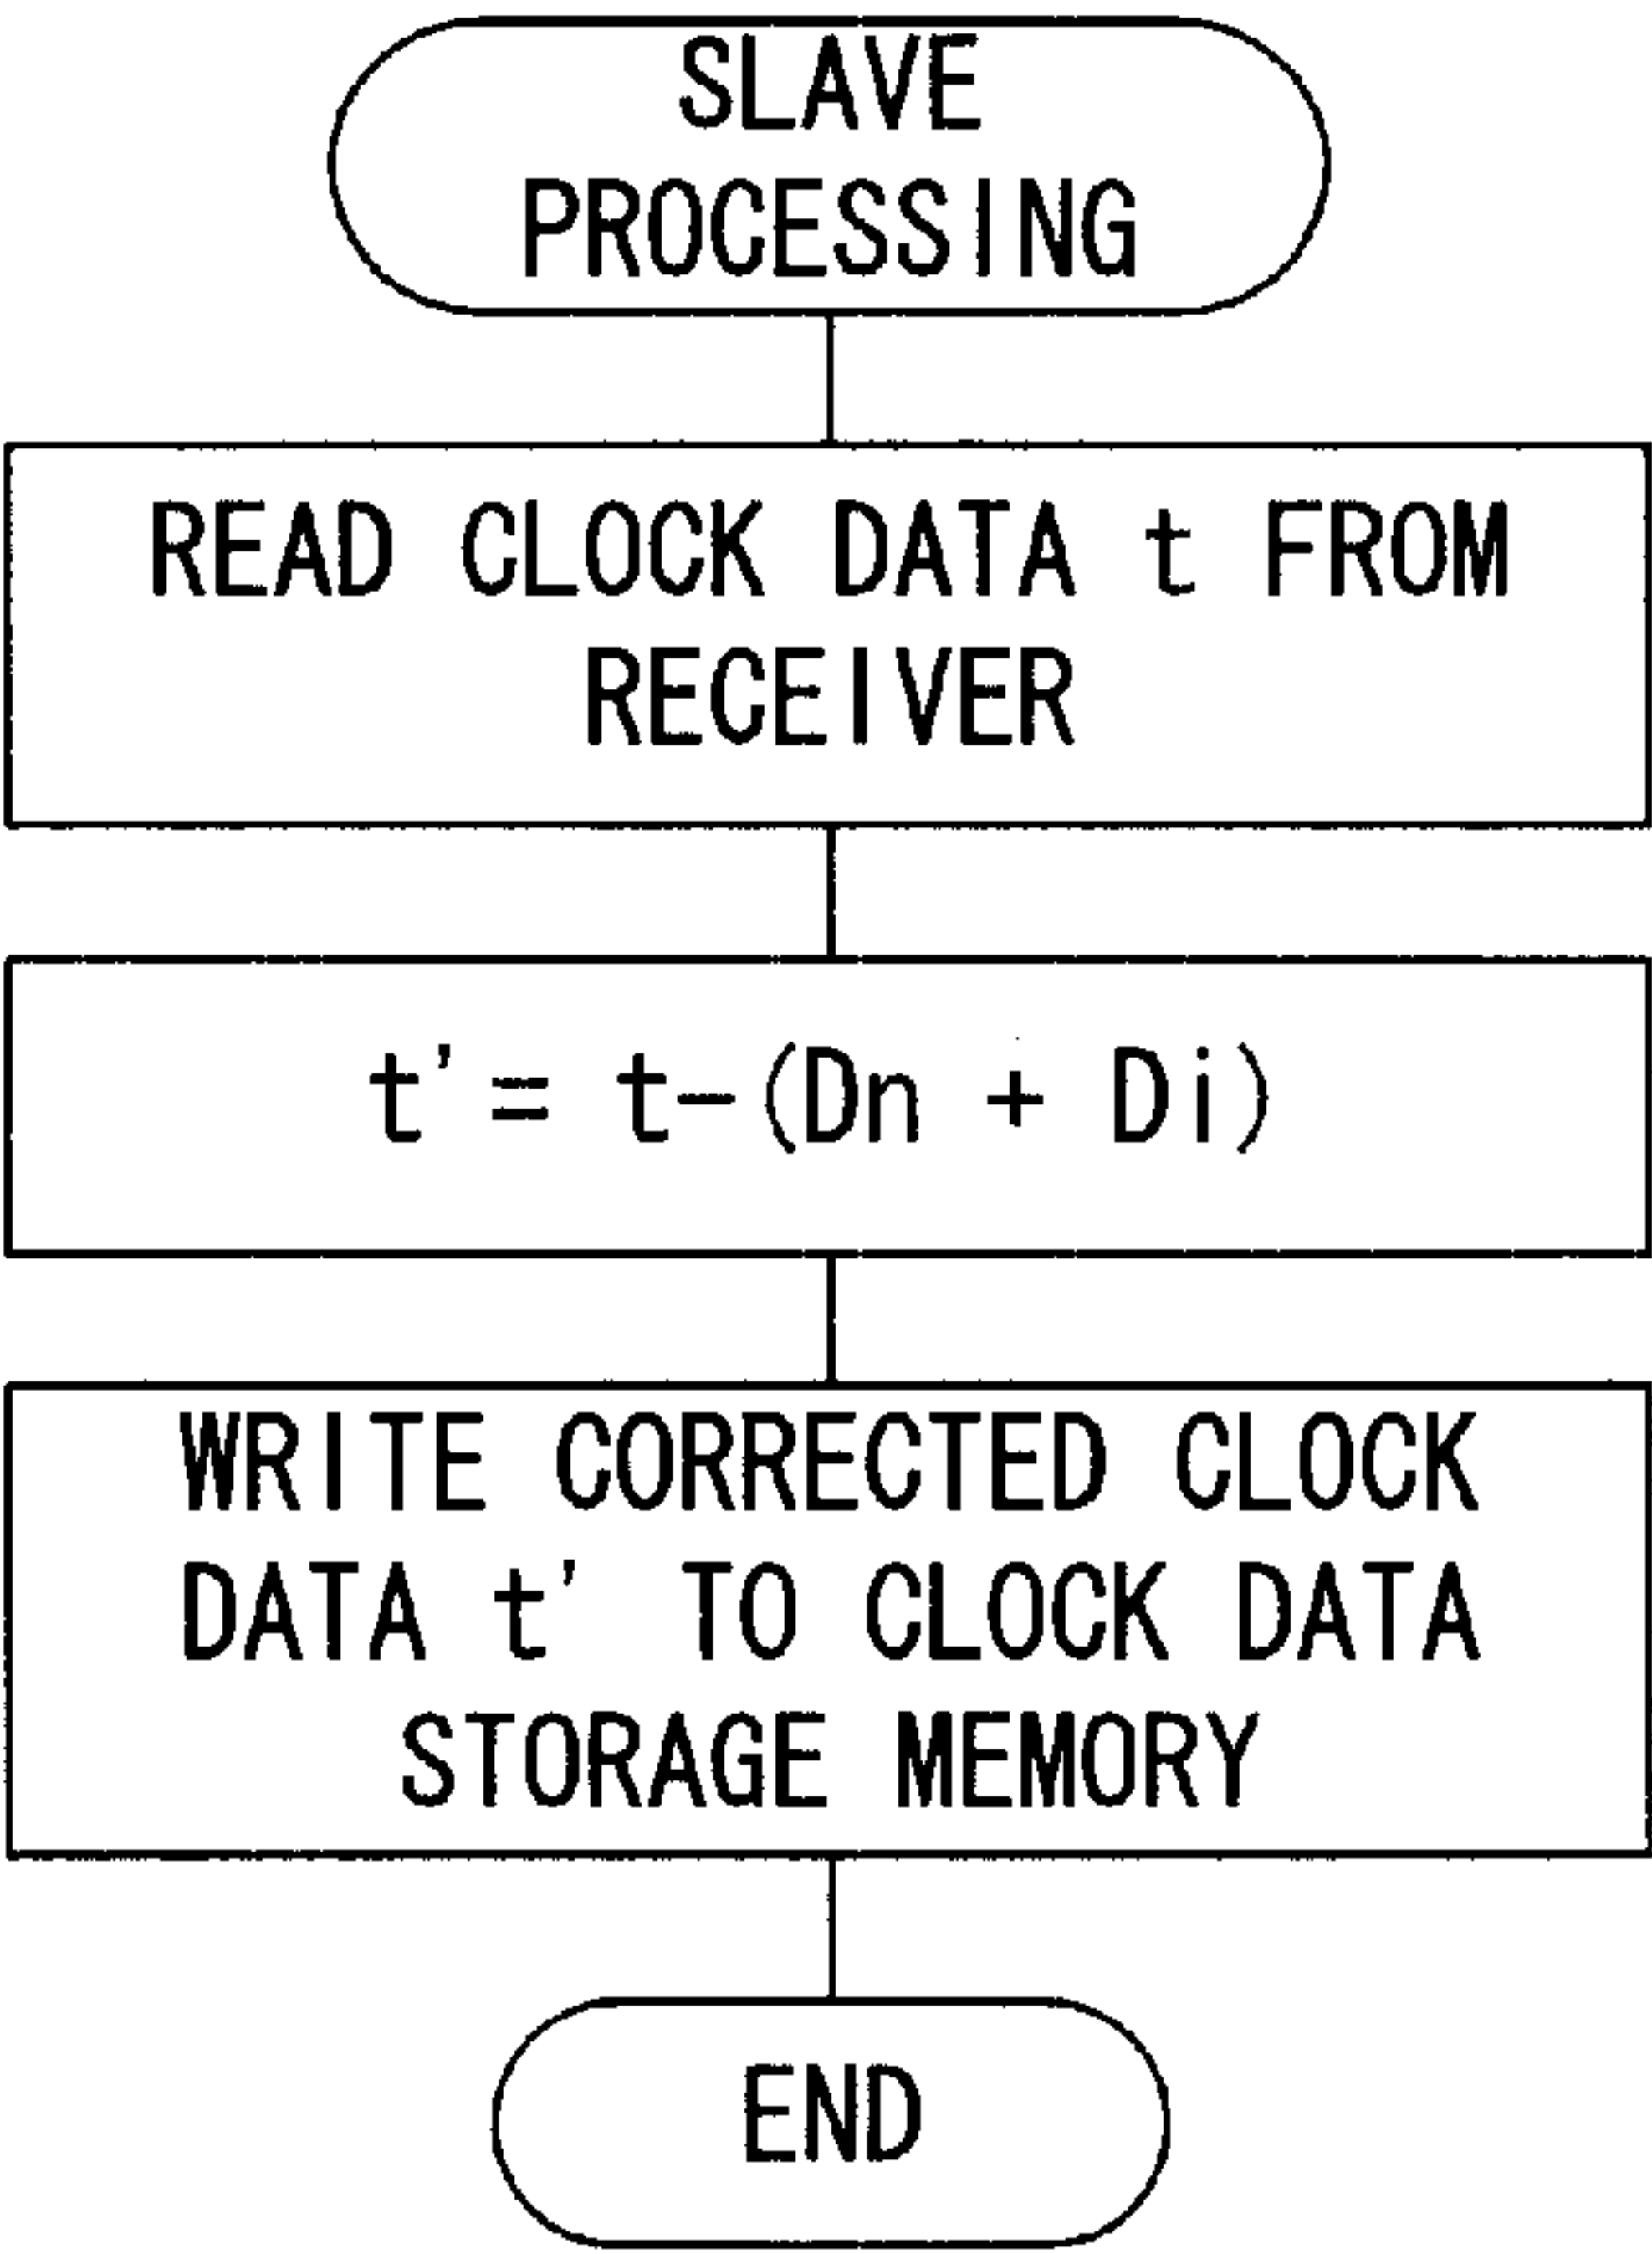 SLAVE
PROCESSING
READ CLOCK DATA t FROM
RECEIVER
t'= t-(Dn + Di)
WRITE CORRECTED CLOCK
DATA t' TO CLOCK DATA
STORAGE MEMORY
END